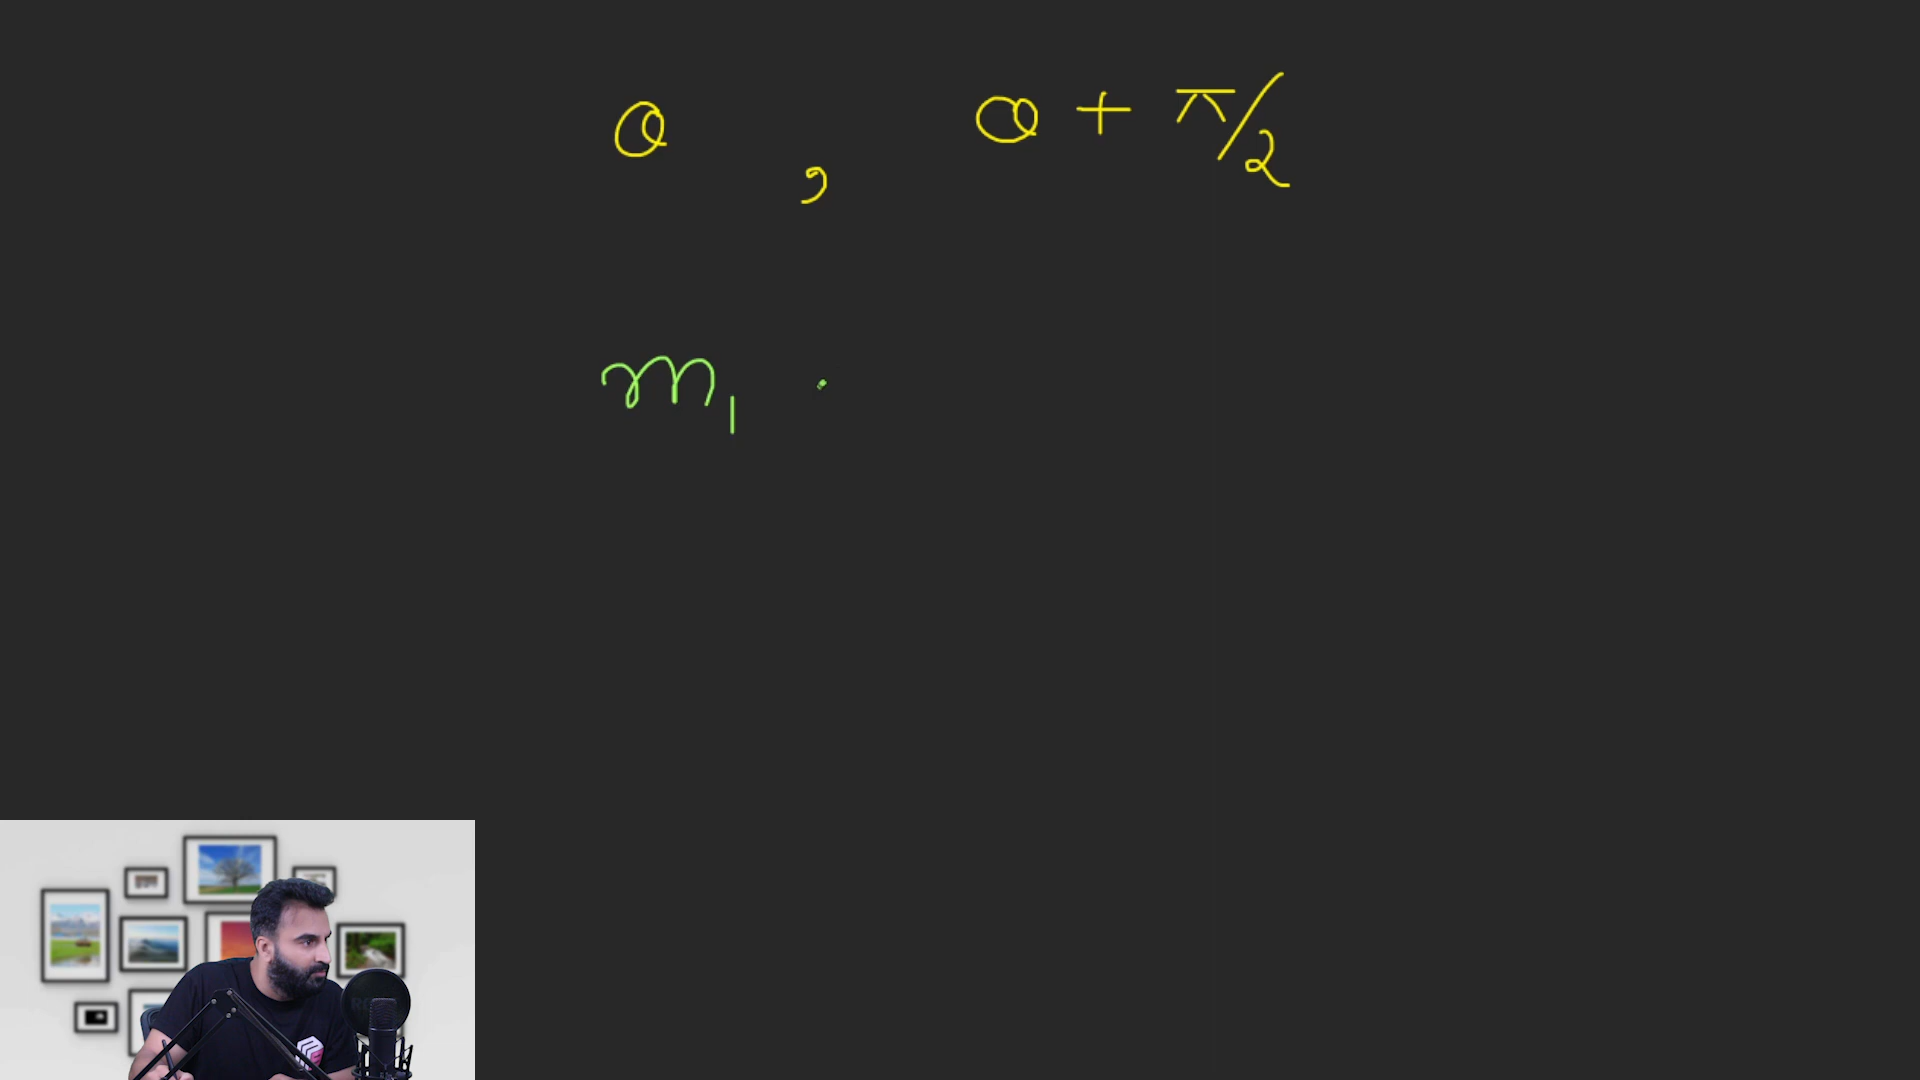 θ , θ + π/2
m₁ .